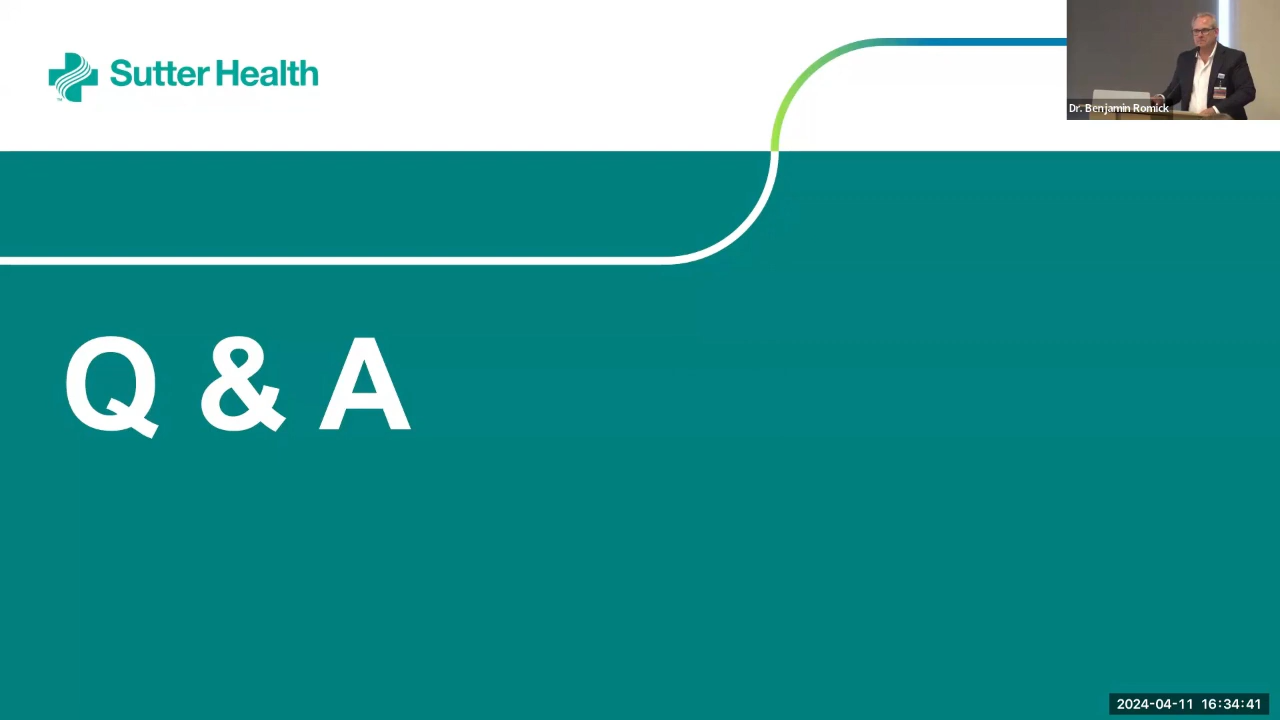 Sutter Health
Dr. Benjamin Romick
Q & A
2024-04-11 16:34:41